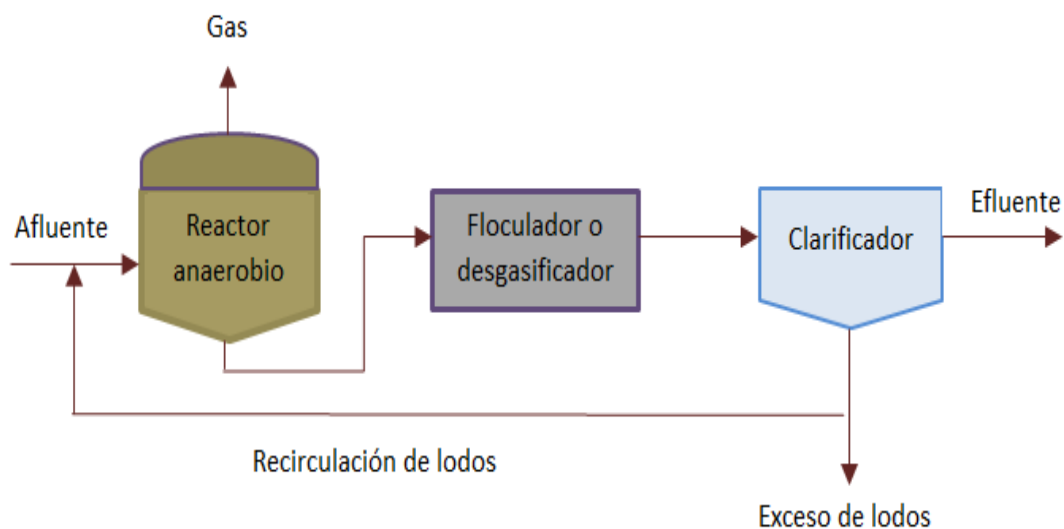 Gas
Afluente
Reactor
anaerobio
Floculador o
desgasificador
Clarificador
Efluente
Recirculación de lodos
Exceso de lodos